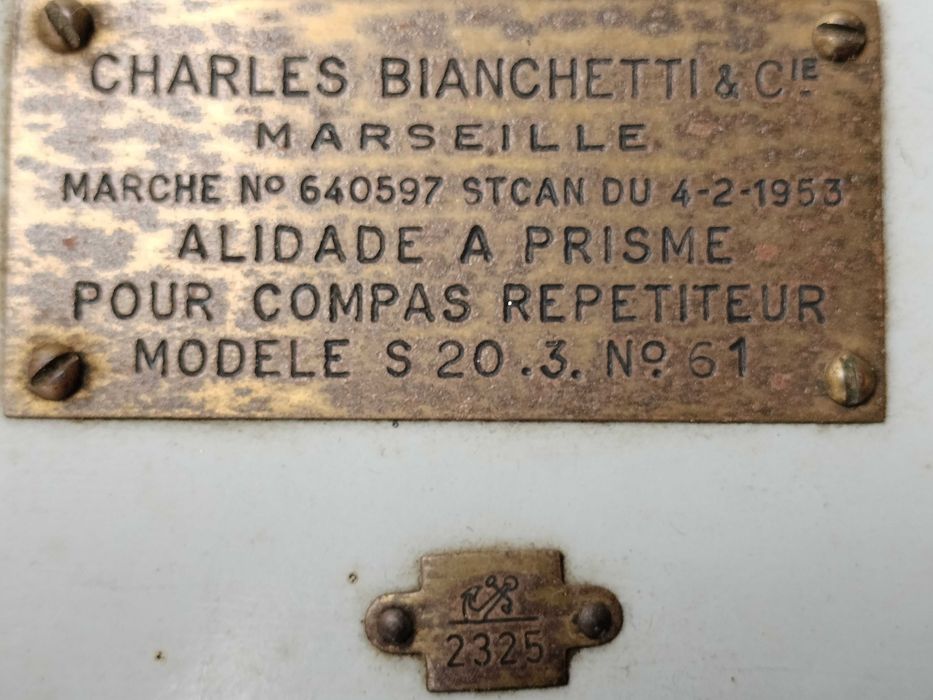 CHARLES BIANCHETTI & CIE
MARSEILLE
MARCHE Nº 640597 STCAN DU 4-2-1953
ALIDADE A PRISME
POUR COMPAS REPETITEUR
MODELE S 20.3. Nº 61
2325